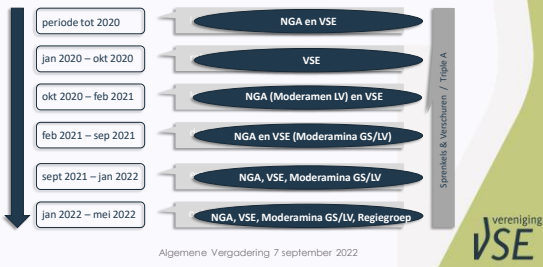 periode tot 2020
NGA en VSE
jan 2020 – okt 2020
VSE
okt 2020 – feb 2021
NGA (Moderamen LV) en VSE
feb 2021 – sep 2021
NGA en VSE (Moderamina GS/LV)
sept 2021 – jan 2022
NGA, VSE, Moderamina GS/LV
jan 2022 – mei 2022
NGA, VSE, Moderamina GS/LV, Regiegroep
Sprenkels & Verschuren / Triple A
Algemene Vergadering 7 september 2022
vereniging
VSE